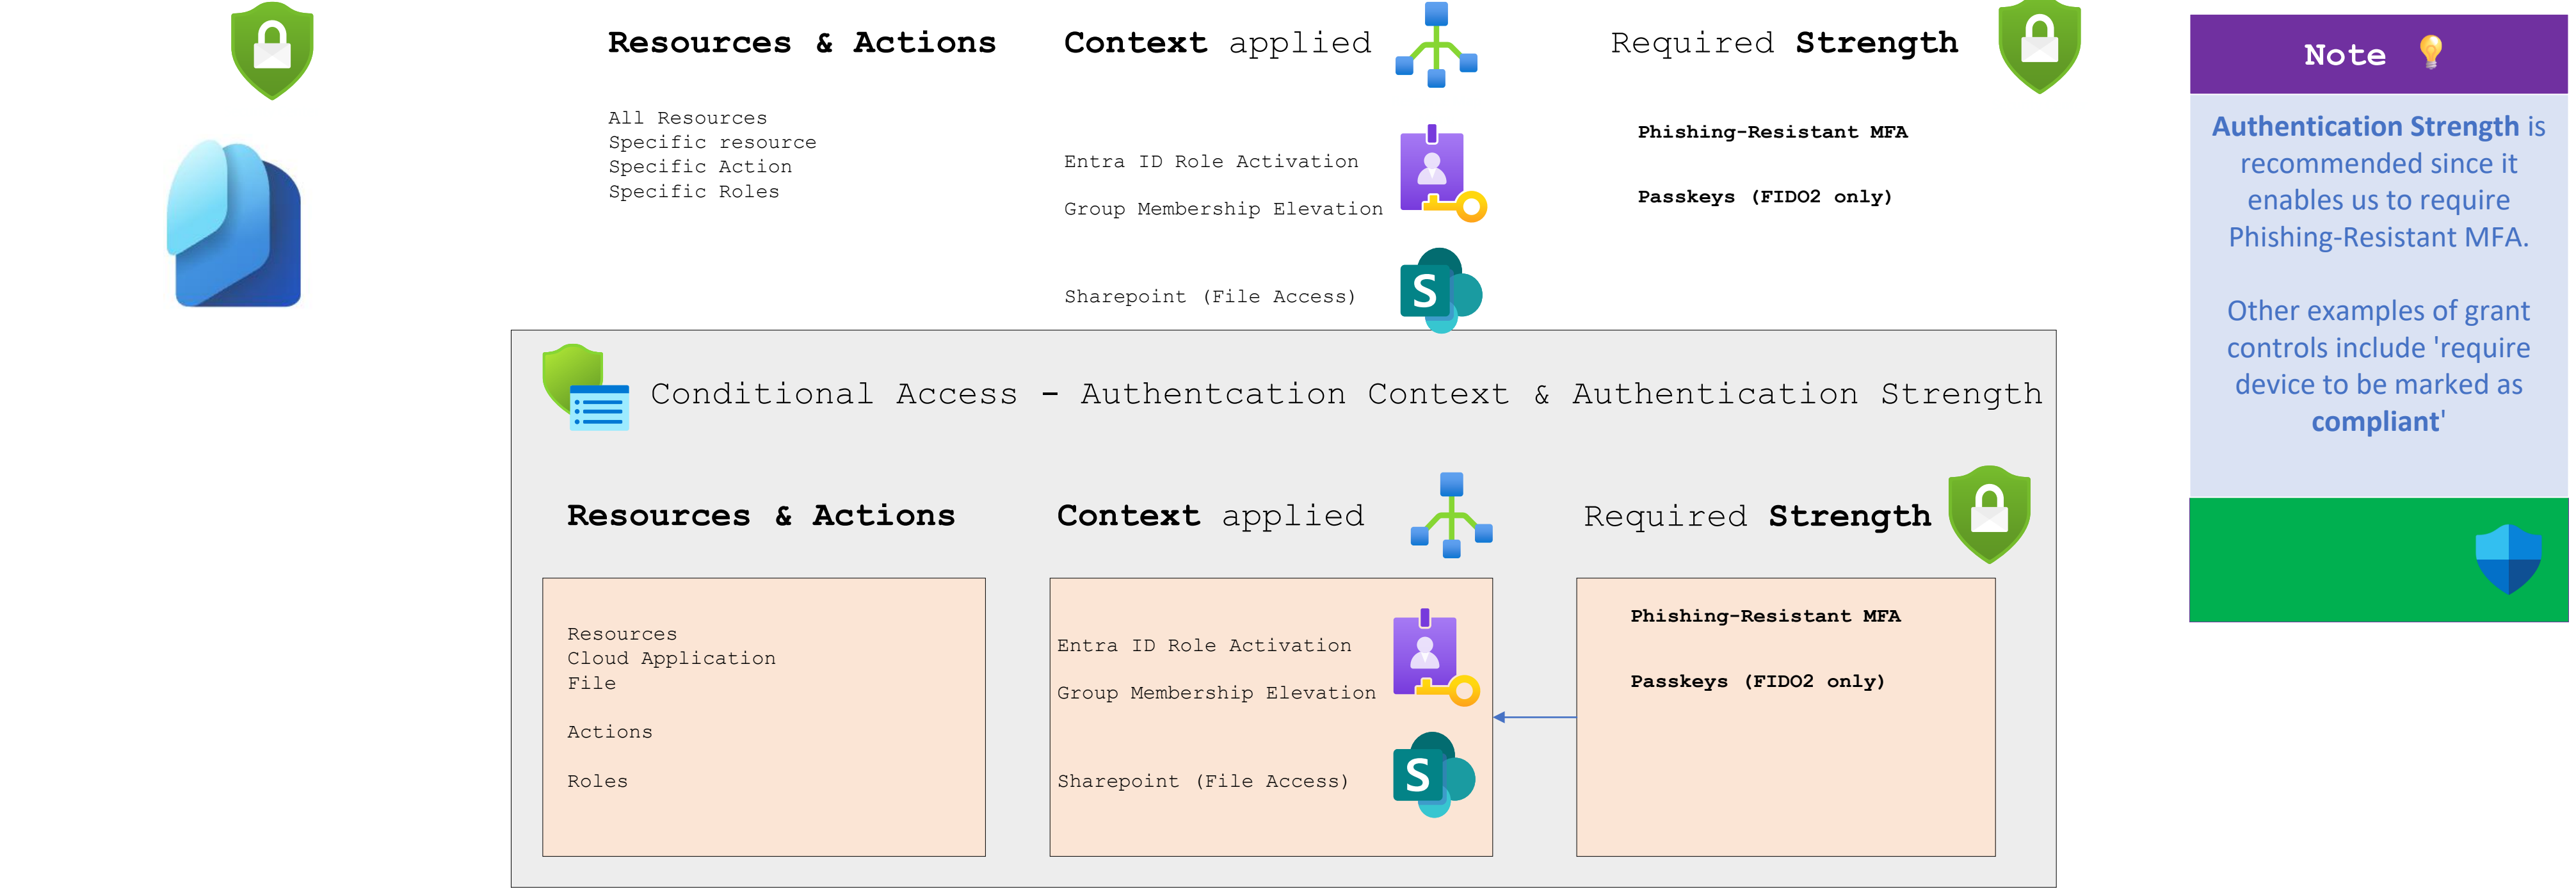 Resources & Actions
All Resources
Specific resource
Specific Action
Specific Roles
Context applied
Entra ID Role Activation
Group Membership Elevation
Sharepoint (File Access)
S
Required Strength
Phishing-Resistant MFA
Passkeys (FIDO2 only)
Note
Authentication Strength is
recommended since it
enables us to require
Phishing-Resistant MFA.
Other examples of grant
controls include 'require
device to be marked as
compliant'
Conditional Access - Authentcation Context & Authentication Strength
Resources & Actions
Resources
Cloud Application
File
Actions
Roles
Context applied
Entra ID Role Activation
Group Membership Elevation
Sharepoint (File Access)
S
Required Strength
Phishing-Resistant MFA
Passkeys (FIDO2 only)